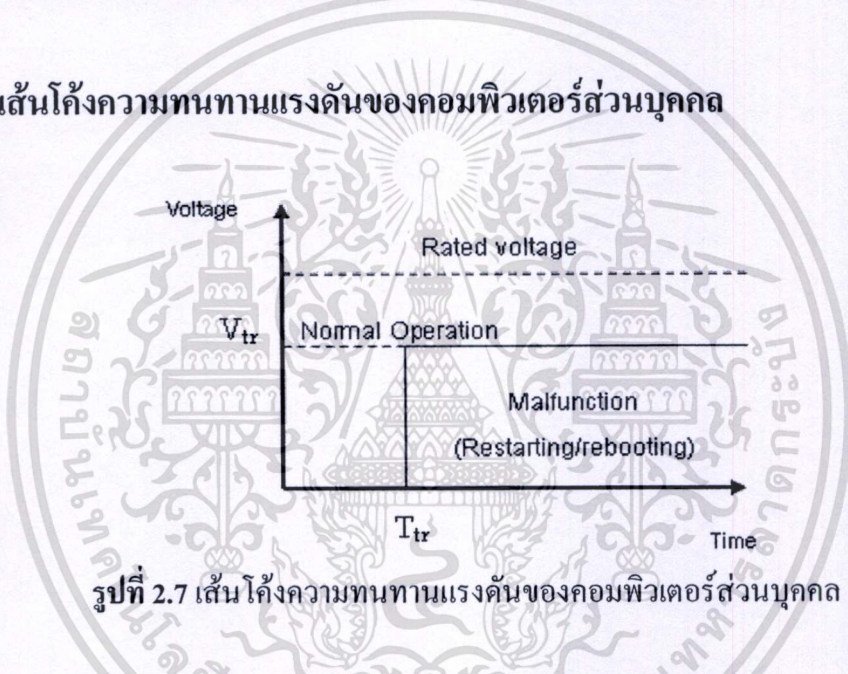 เส้นโค้งความทนทานแรงดันของคอมพิวเตอร์ส่วนบุคคล
Voltage
Rated voltage
Vtr
Normal Operation
Malfunction
(Restarting/rebooting)
Ttr
Time
รูปที่ 2.7 เส้นโค้งความทนทานแรงดันของคอมพิวเตอร์ส่วนบุคคล